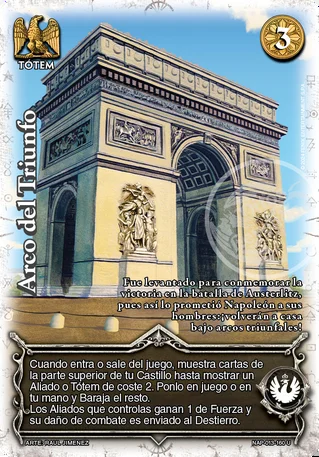 TÓTEM
3
Arco del Triunfo
Fue levantado para conmemorar la
victoria en la batalla de Austerlitz,
pues así lo prometió Napoleón a sus
hombres: ¡volverán a casa
bajo arcos triunfales!
Cuando entra o sale del juego, muestra cartas de
la parte superior de tu Castillo hasta mostrar un
Aliado o Tótem de coste 2. Ponlo en juego o en
tu mano y Baraja el resto.
Los Aliados que controlas ganan 1 de Fuerza y
su daño de combate es enviado al Destierro.
ARTE: RAUL JIMENEZ
NAP-013-160 U